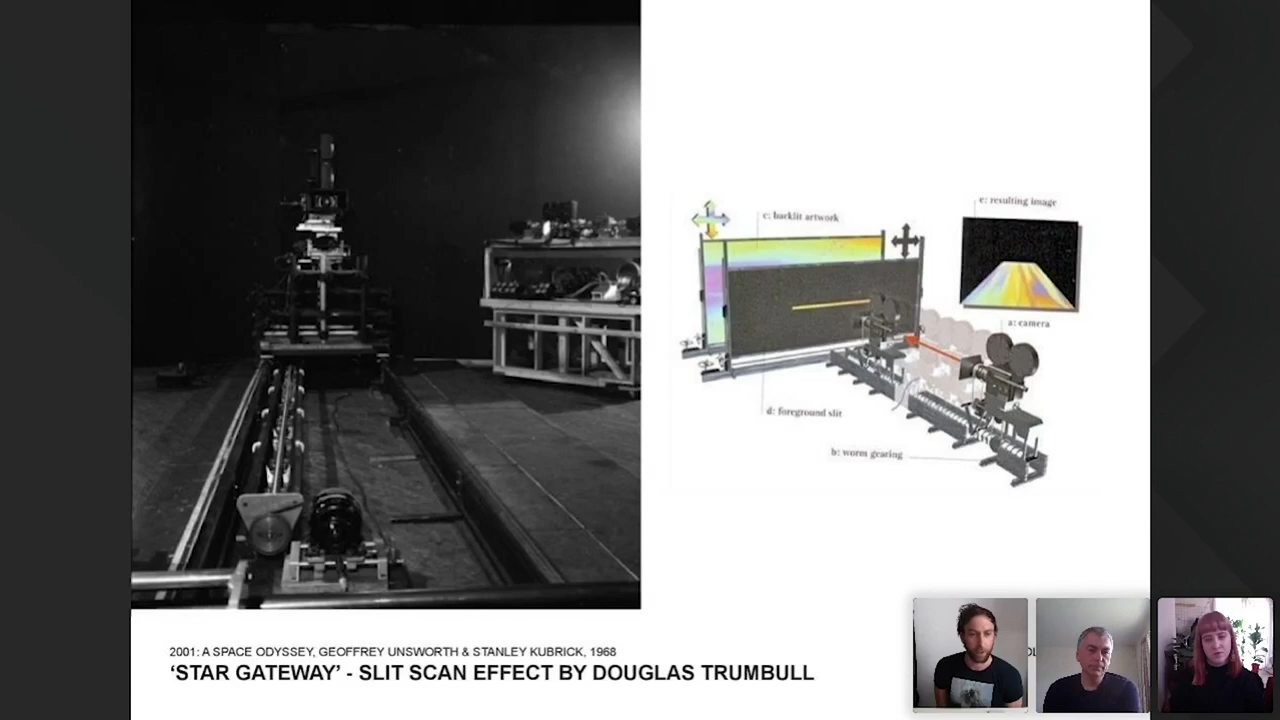 c: backlit artwork
e: resulting image
a: camera
d: foreground slit
b: worm gearing
2001: A SPACE ODYSSEY, GEOFFREY UNSWORTH & STANLEY KUBRICK, 1968
‘STAR GATEWAY’ - SLIT SCAN EFFECT BY DOUGLAS TRUMBULL